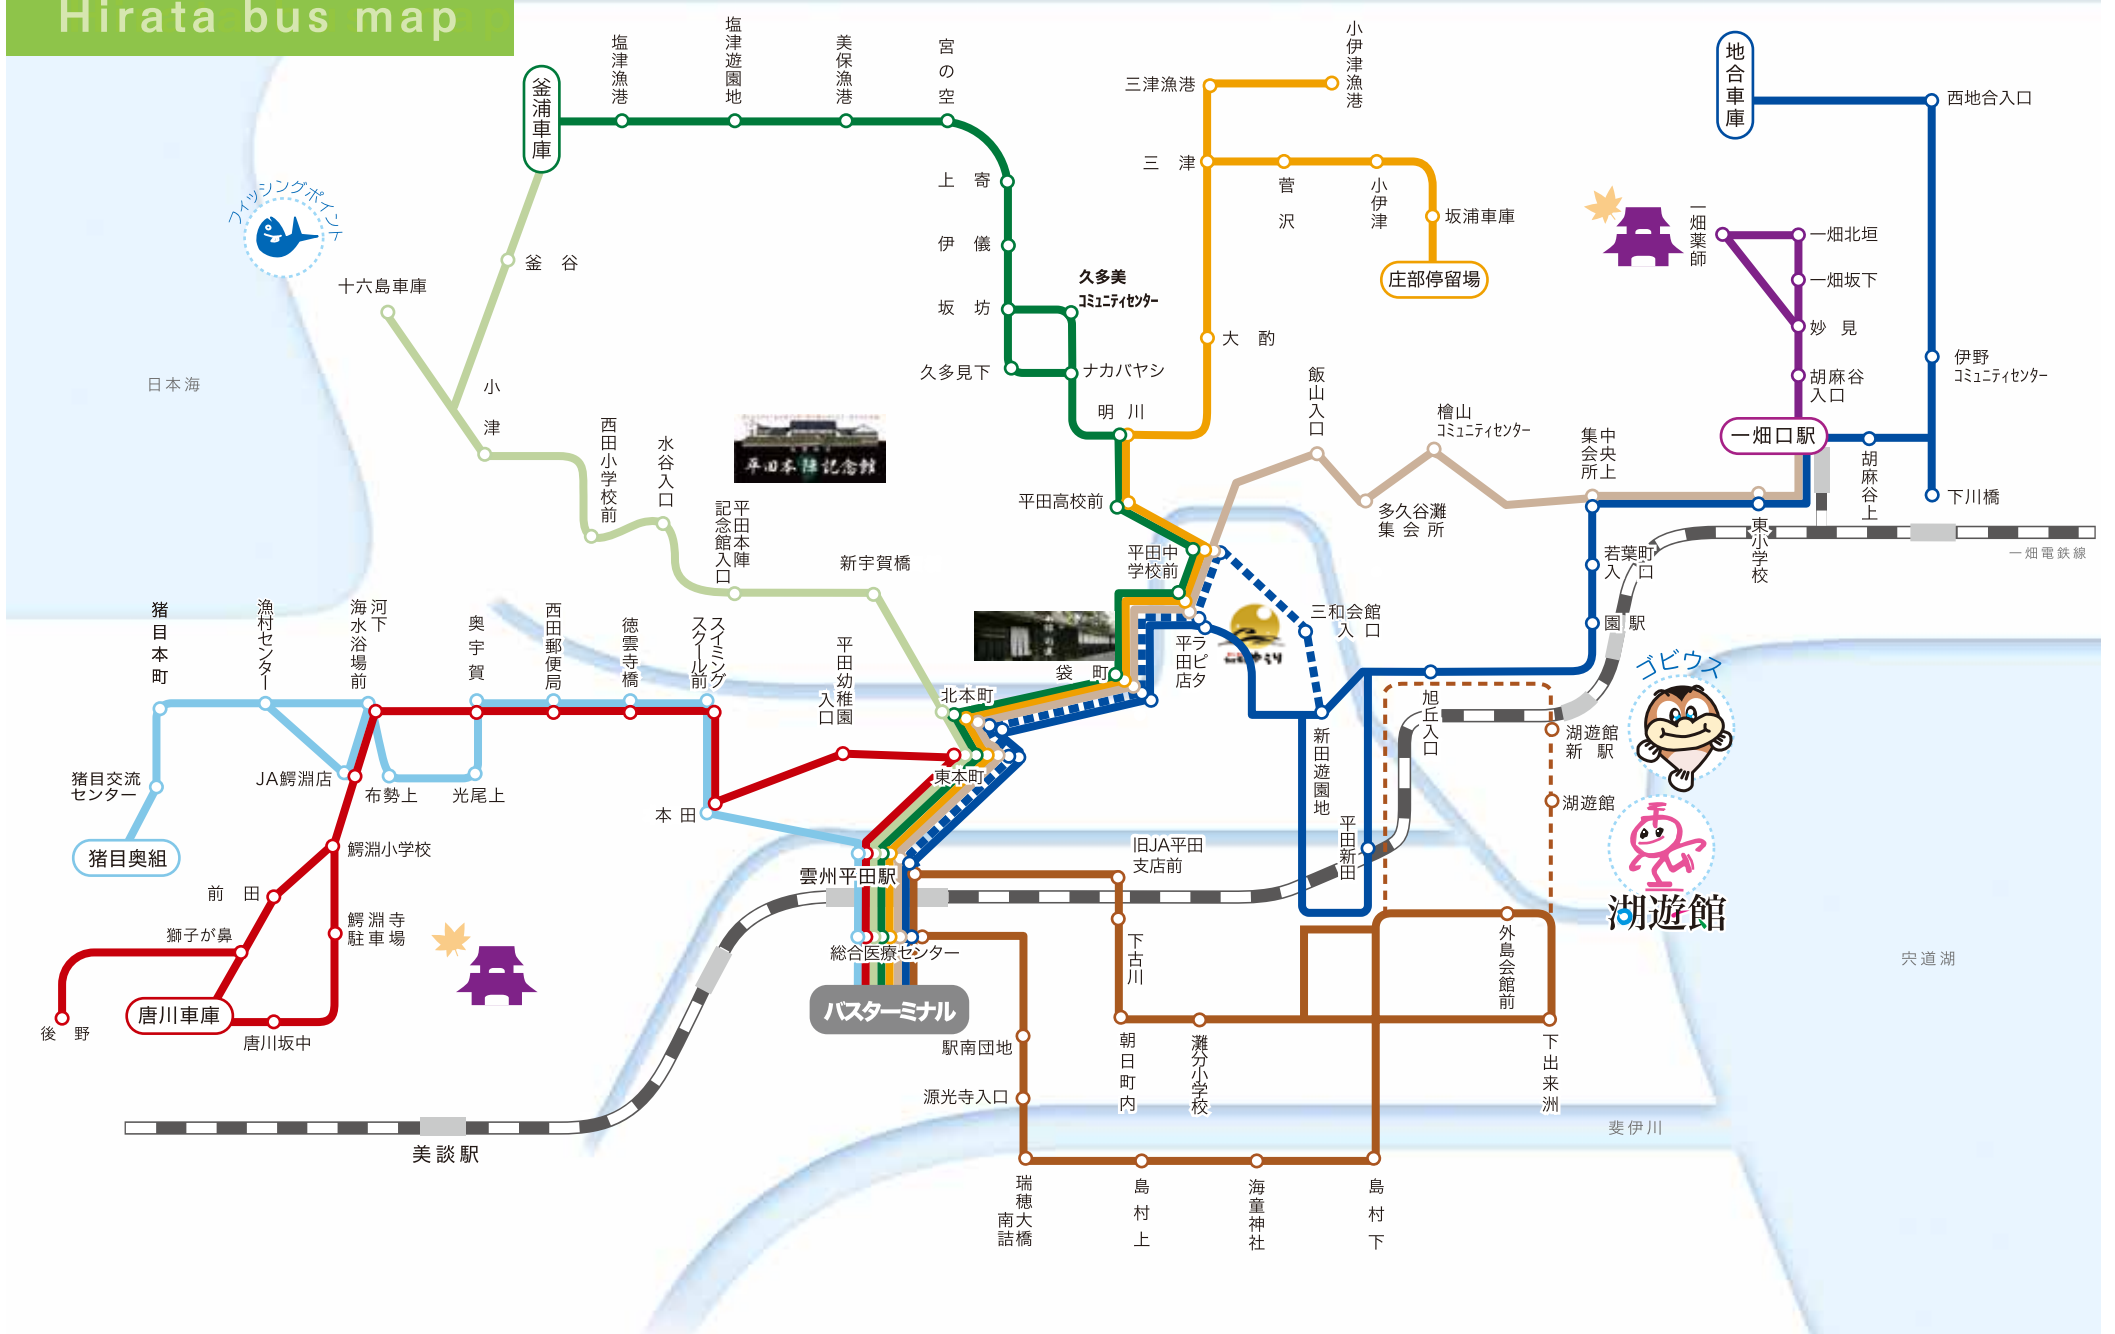 Hirata bus map
塩津漁港
塩津遊園地
美保漁港
宮の空
釜浦車庫
小伊津漁港
三津漁港
地合車庫
西地合入口
三　津
菅　沢
小伊津
坂浦車庫
庄部停留場
上　寄
伊　儀
坂　坊
久多見下
久多美
コミュニティセンター
ナカバヤシ
明　川
大　酌
フィッシングポイント
釜　谷
十六島車庫
小　津
日本海
西田小学校前
水谷入口
平田本陣記念館
平田本陣
記念館入口
新宇賀橋
一畑薬師
一畑北垣
一畑坂下
妙　見
胡麻谷
入口
一畑口駅
伊野
コミュニティセンター
胡麻谷上
下川橋
飯山入口
檜山
コミュニティセンター
多久谷灘
集会所
中央上
集会所
東小学校
一畑電鉄線
若葉町
入　口
園　駅
平田高校前
平田中
学校前
三和会館
入　口
ラピタ
平田店
袋　町
北本町
東本町
平田幼稚園
入口
猪目本町
漁村センター
河下
海水浴場前
奥宇賀
西田郵便局
徳雲寺橋
スイミング
スクール前
猪目交流
センター
猪目奥組
JA鰐淵店
布勢上
光尾上
本　田
鰐淵小学校
前　田
獅子が鼻
鰐淵寺
駐車場
唐川車庫
唐川坂中
後　野
雲州平田駅
総合医療センター
バスターミナル
旧JA平田
支店前
下古川
新田遊園地
平田新田
旭丘入口
湖遊館
新　駅
湖遊館
ゴビウス
湖遊館
外島会館前
宍道湖
駅南団地
源光寺入口
朝日町内
灘分小学校
下出来洲
斐伊川
美談駅
瑞穂大橋
南詰
島村上
海童神社
島村下